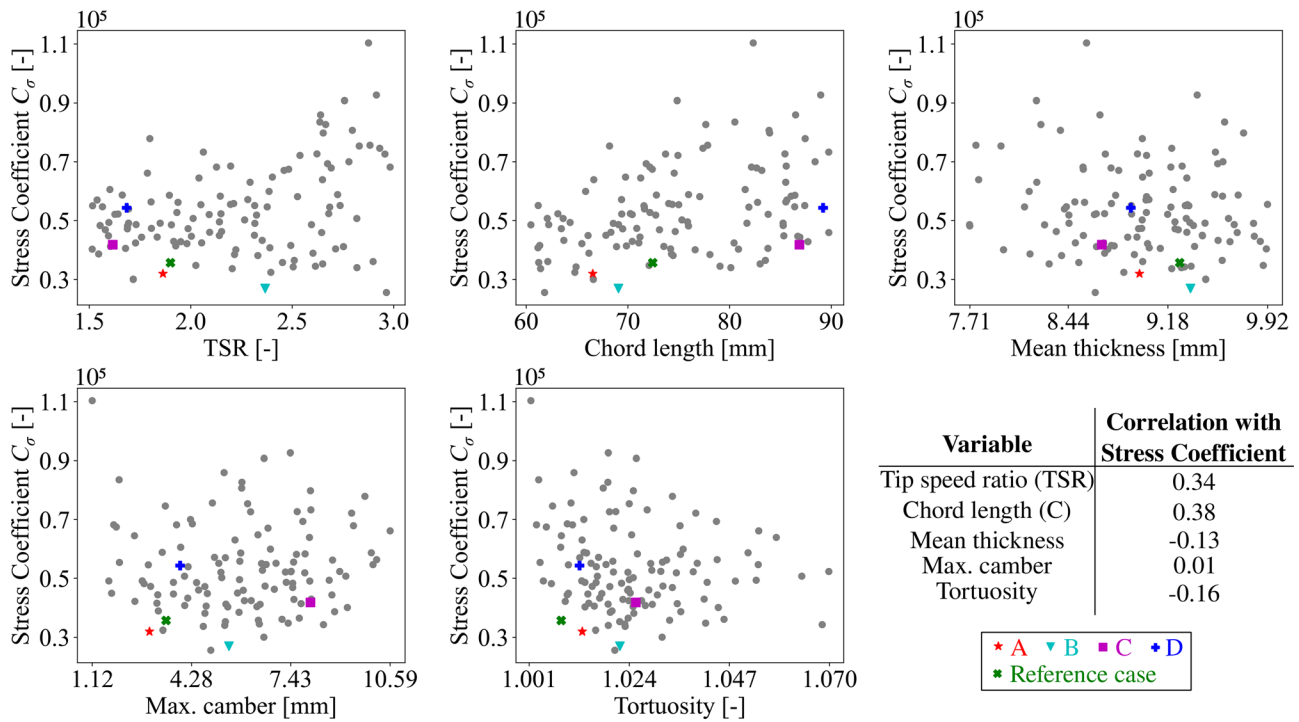 10⁵
1.1
0.9
0.7
0.5
0.3
Stress Coefficient Cσ [-]
1.5 2.0 2.5 3.0
TSR [-]
10⁵
1.1
0.9
0.7
0.5
0.3
Stress Coefficient Cσ [-]
60 70 80 90
Chord length [mm]
10⁵
1.1
0.9
0.7
0.5
0.3
Stress Coefficient Cσ [-]
7.71 8.44 9.18 9.92
Mean thickness [mm]
10⁵
1.1
0.9
0.7
0.5
0.3
Stress Coefficient Cσ [-]
1.12 4.28 7.43 10.59
Max. camber [mm]
10⁵
1.1
0.9
0.7
0.5
0.3
Stress Coefficient Cσ [-]
1.001 1.024 1.047 1.070
Tortuosity [-]
Variable
Correlation with
Stress Coefficient
Tip speed ratio (TSR) 0.34
Chord length (C) 0.38
Mean thickness -0.13
Max. camber 0.01
Tortuosity -0.16
A B C D
Reference case